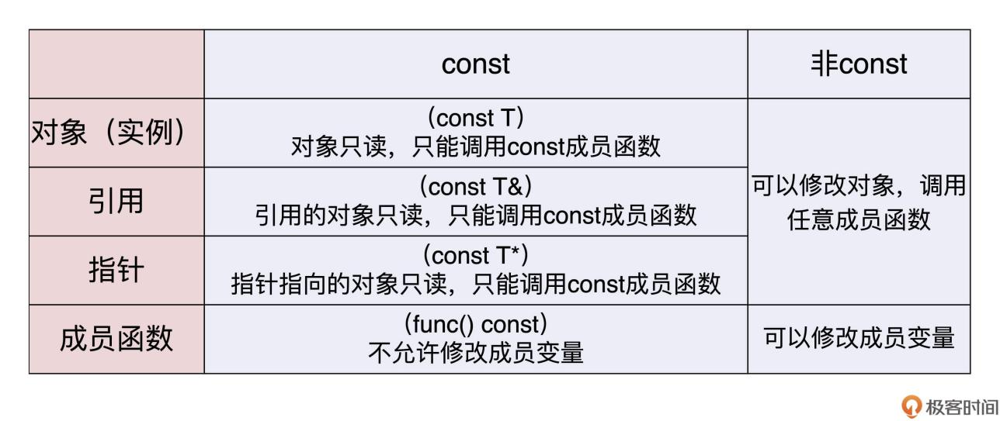 const
非const
对象（实例）
（const T）
对象只读，只能调用const成员函数
引用
（const T&）
引用的对象只读，只能调用const成员函数
可以修改对象，调用
任意成员函数
指针
（const T*）
指针指向的对象只读，只能调用const成员函数
成员函数
（func() const）
不允许修改成员变量
可以修改成员变量
极客时间